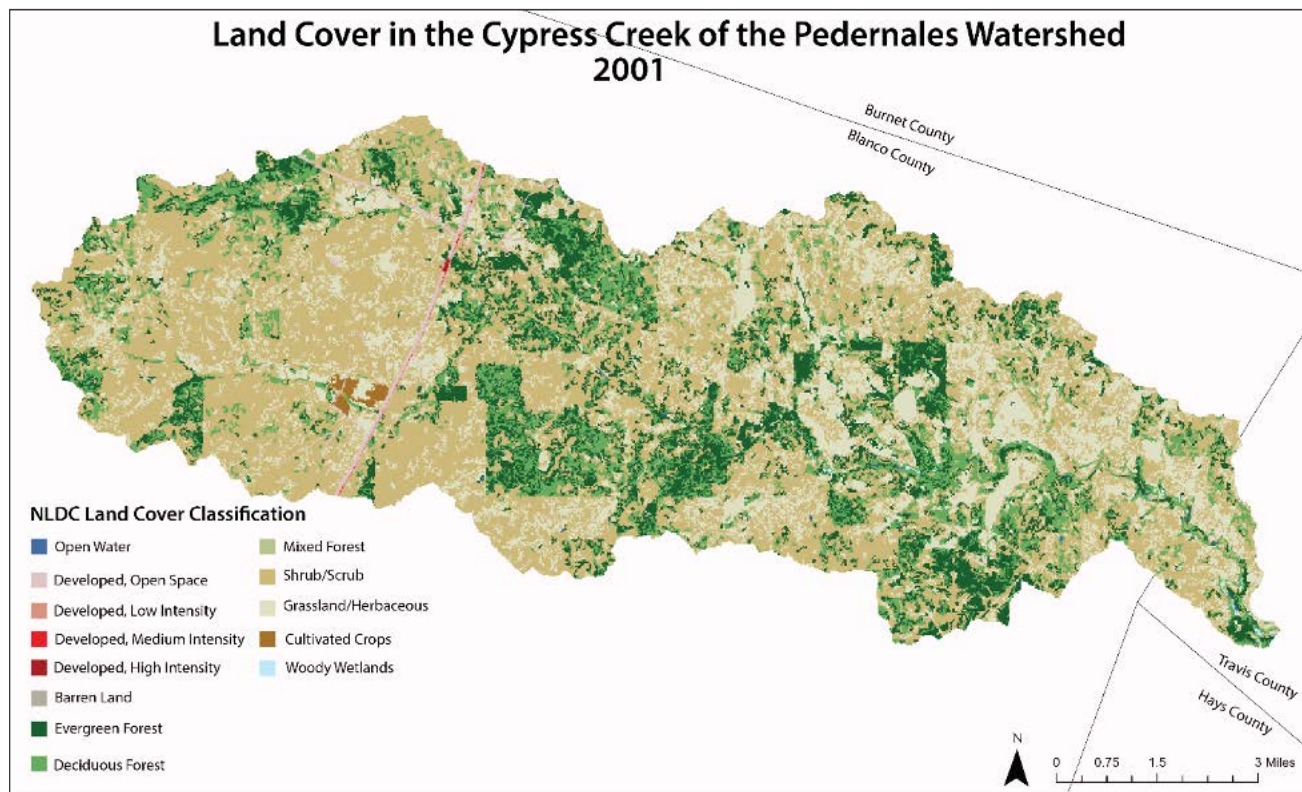 Land Cover in the Cypress Creek of the Pedernales Watershed
2001
Burnet County
Blanco County
NLDC Land Cover Classification
Open Water
Developed, Open Space
Developed, Low Intensity
Developed, Medium Intensity
Developed, High Intensity
Barren Land
Evergreen Forest
Deciduous Forest
Mixed Forest
Shrub/Scrub
Grassland/Herbaceous
Cultivated Crops
Woody Wetlands
Travis County
Hays County
N
0 0.75 1.5 3 Miles